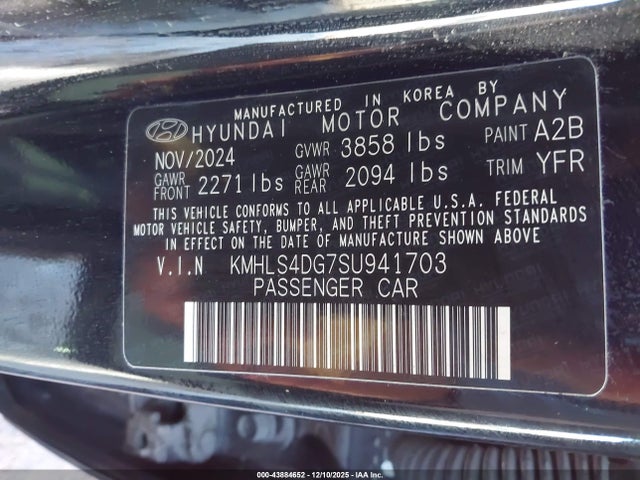 MANUFACTURED IN KOREA BY
HYUNDAI MOTOR COMPANY
NOV/2024 GVWR 3858 lbs PAINT A2B
GAWR FRONT 2271 lbs GAWR REAR 2094 lbs TRIM YFR
THIS VEHICLE CONFORMS TO ALL APPLICABLE U.S.A. FEDERAL
MOTOR VEHICLE SAFETY, BUMPER, AND THEFT PREVENTION STANDARDS
IN EFFECT ON THE DATE OF MANUFACTURE SHOWN ABOVE
V.I.N KMHLS4DG7SU941703
PASSENGER CAR
000-43884652 - 12/10/2025 - IAA Inc.